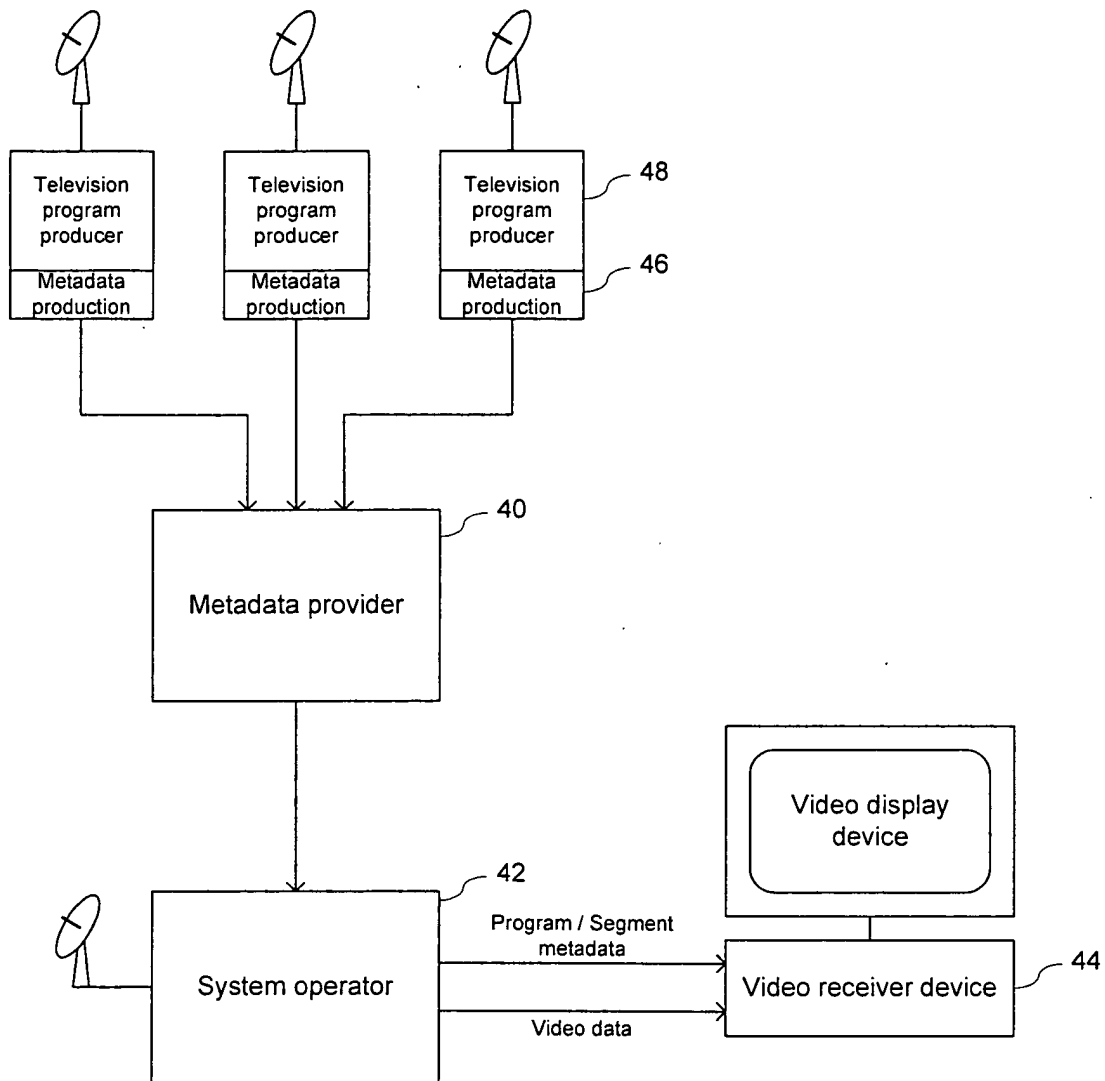 Television
program
producer
Television
program
producer
Television
program
producer
48
Metadata
production
Metadata
production
Metadata
production
46
40
Metadata provider
42
Video display
device
Program / Segment
metadata
System operator
Video receiver device
44
Video data